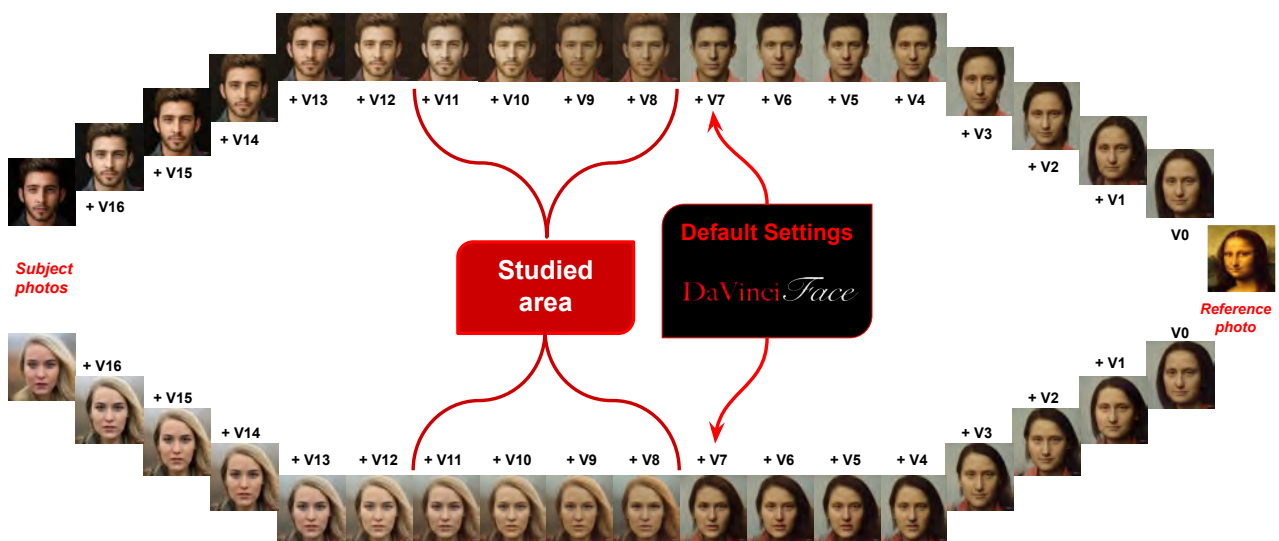 + V13 + V12 + V11 + V10 + V9 + V8 + V7 + V6 + V5 + V4
+ V14 + V3
+ V15 + V2
+ V16 + V1
V0
Default Settings
DaVinciFace
Studied
area
Subject
photos
Reference
photo
V0
+ V16 + V1
+ V15 + V2
+ V14 + V3
+ V13 + V12 + V11 + V10 + V9 + V8 + V7 + V6 + V5 + V4